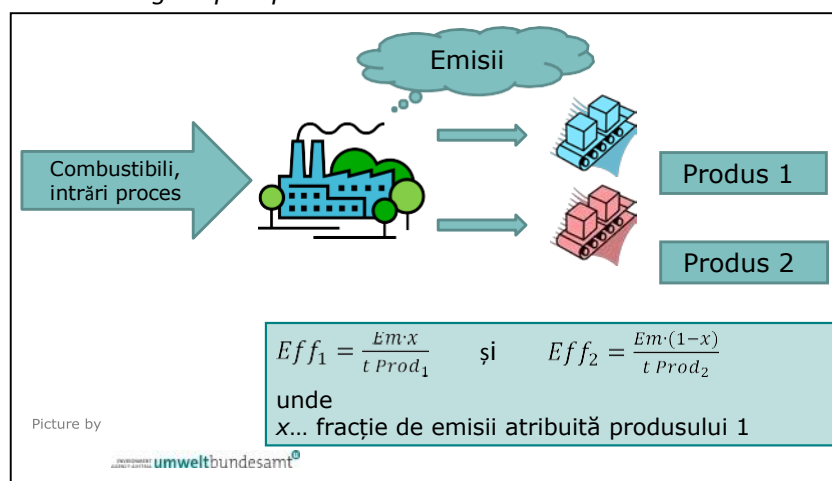 Emisii
Combustibili,
intrări proces
Produs 1
Produs 2
Eff₁ = Em·x / t Prod₁ și Eff₂ = Em·(1−x) / t Prod₂
unde
x... fracție de emisii atribuită produsului 1
Picture by
umweltbundesamt